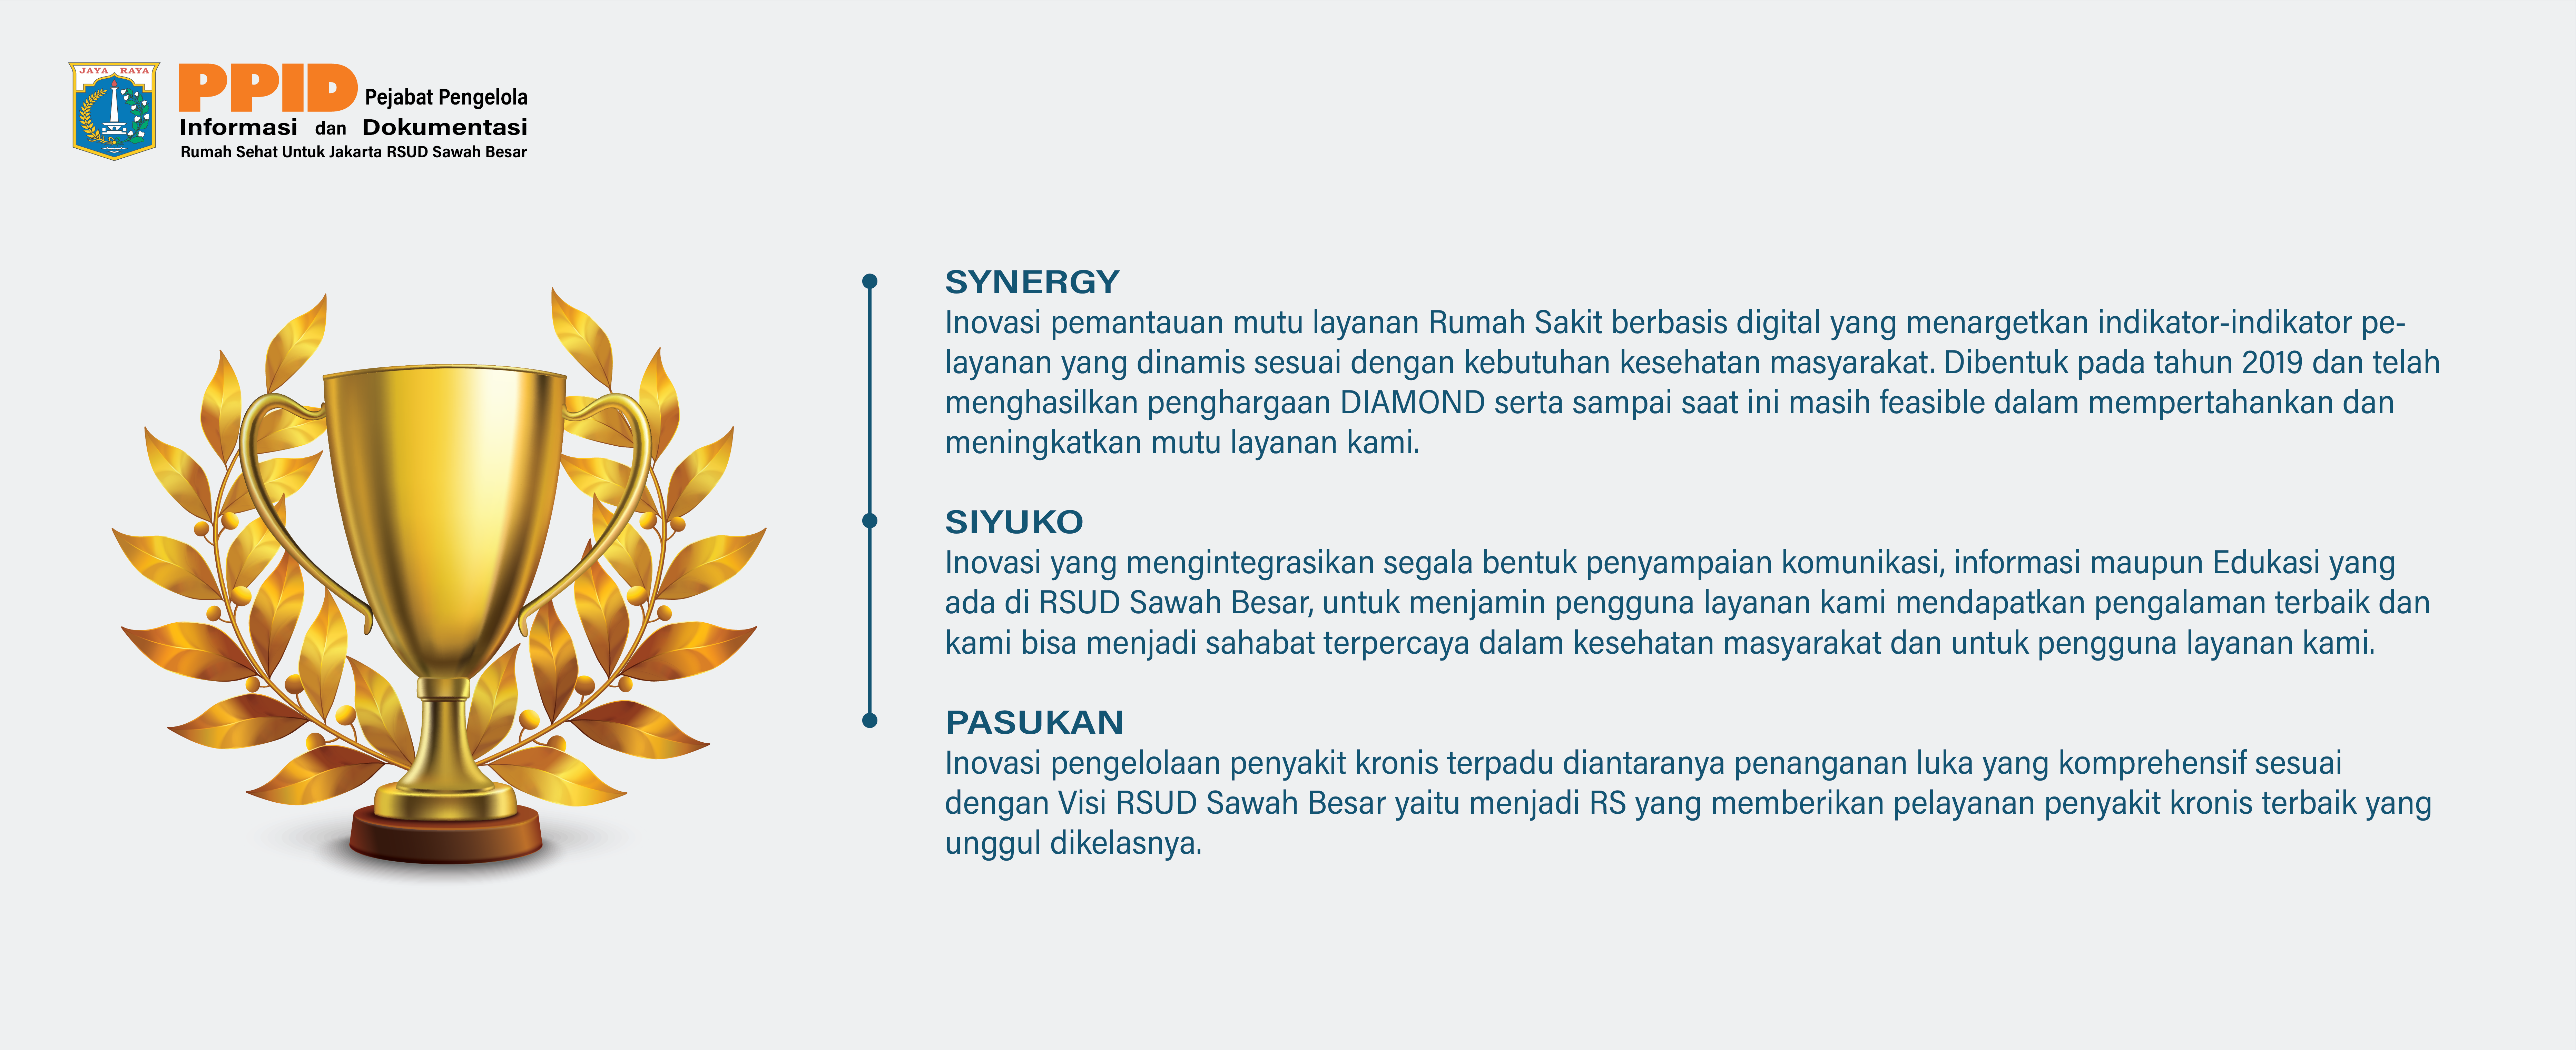 JAYA RAYA
PPID Pejabat Pengelola
Informasi dan Dokumentasi
Rumah Sehat Untuk Jakarta RSUD Sawah Besar
SYNERGY
Inovasi pemantauan mutu layanan Rumah Sakit berbasis digital yang menargetkan indikator-indikator pe-
layanan yang dinamis sesuai dengan kebutuhan kesehatan masyarakat. Dibentuk pada tahun 2019 dan telah
menghasilkan penghargaan DIAMOND serta sampai saat ini masih feasible dalam mempertahankan dan
meningkatkan mutu layanan kami.
SIYUKO
Inovasi yang mengintegrasikan segala bentuk penyampaian komunikasi, informasi maupun Edukasi yang
ada di RSUD Sawah Besar, untuk menjamin pengguna layanan kami mendapatkan pengalaman terbaik dan
kami bisa menjadi sahabat terpercaya dalam kesehatan masyarakat dan untuk pengguna layanan kami.
PASUKAN
Inovasi pengelolaan penyakit kronis terpadu diantaranya penanganan luka yang komprehensif sesuai
dengan Visi RSUD Sawah Besar yaitu menjadi RS yang memberikan pelayanan penyakit kronis terbaik yang
unggul dikelasnya.